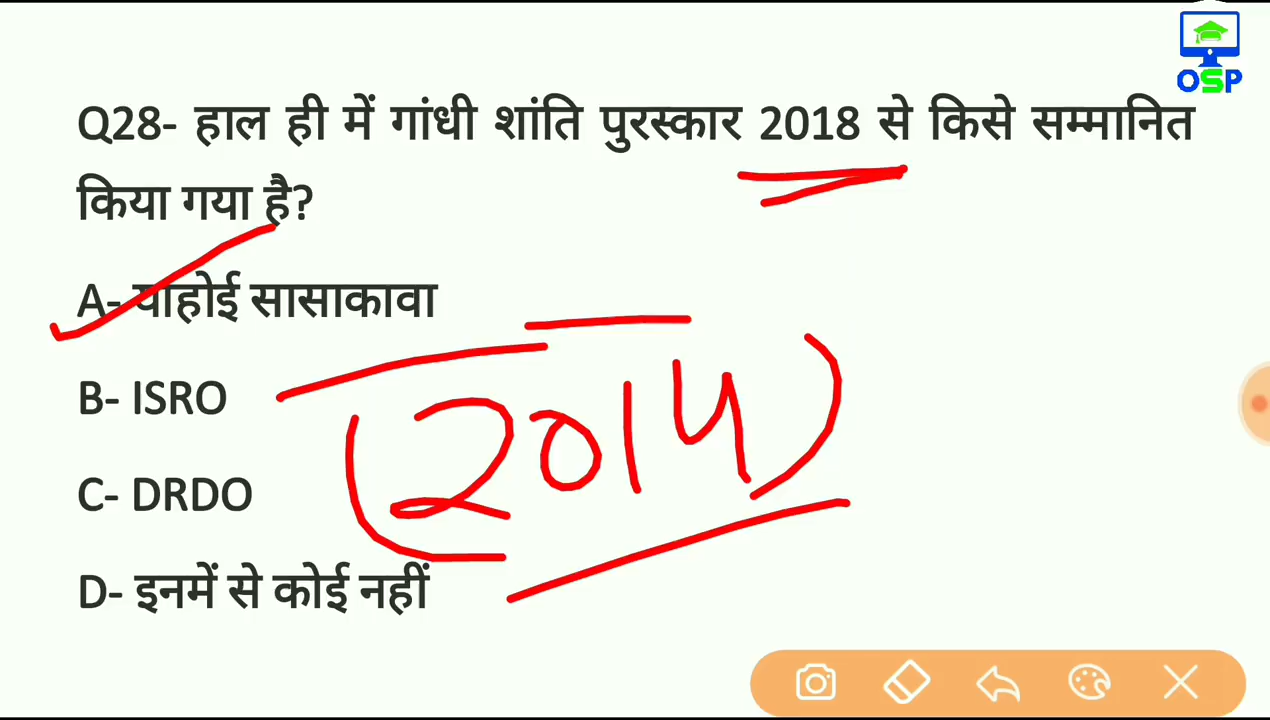 OSP
Q28- हाल ही में गांधी शांति पुरस्कार 2018 से किसे सम्मानित
किया गया है?
A- याहोई सासाकावा
B- ISRO
(2014)
C- DRDO
D- इनमें से कोई नहीं